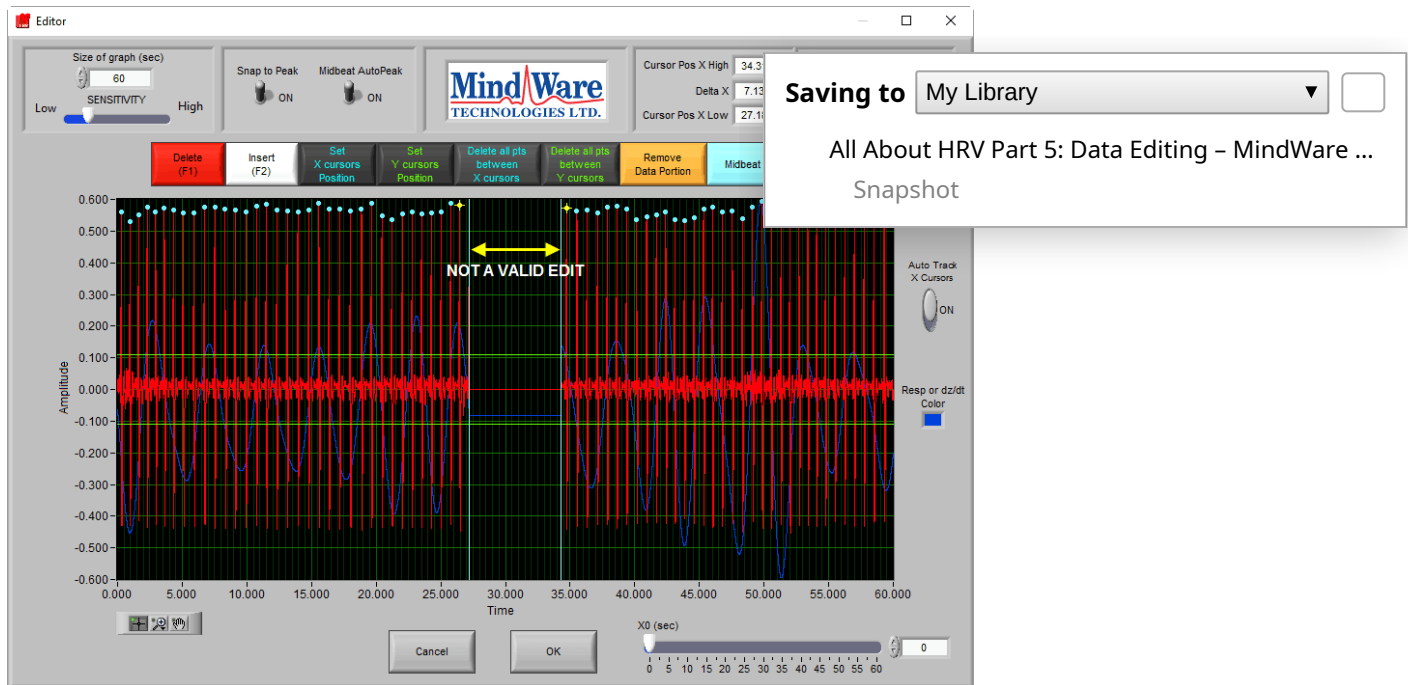 Editor
Size of graph (sec)
60
SENSITIVITY
Low
High
Snap to Peak
ON
Midbeat AutoPeak
ON
MindWare
TECHNOLOGIES LTD.
Cursor Pos X High
Delta X
Cursor Pos X Low
Saving to My Library ▼
All About HRV Part 5: Data Editing – MindWare ...
Snapshot
Delete
(F1)
Insert
(F2)
Set
X cursors
Position
Set
Y cursors
Position
Delete all pts
between
X cursors
Delete all pts
between
Y cursors
Remove
Data Portion
Midbeat
NOT A VALID EDIT
Amplitude
0.600
0.500
0.400
0.300
0.200
0.100
0.000
-0.100
-0.200
-0.300
-0.400
-0.500
-0.600
0.000 5.000 10.000 15.000 20.000 25.000 30.000 35.000 40.000 45.000 50.000 55.000 60.000
Time
Auto Track
X Cursors
ON
Resp or dz/dt
Color
Cancel
OK
X0 (sec)
0 5 10 15 20 25 30 35 40 45 50 55 60
0